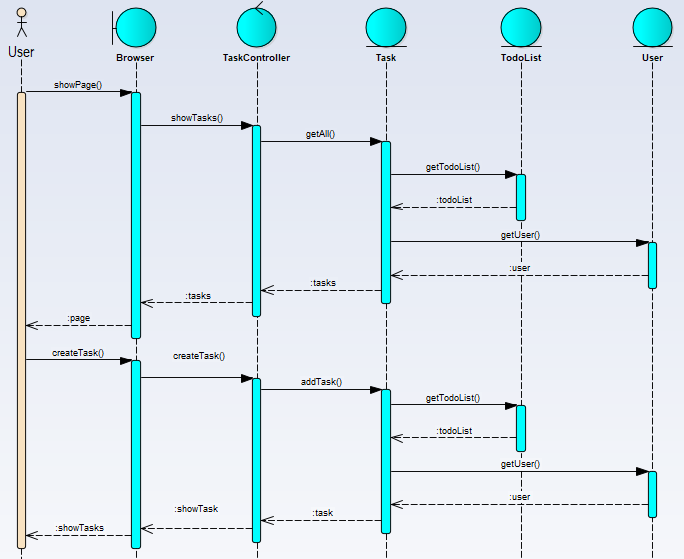 User
Browser
TaskController
Task
TodoList
User
showPage()
showTasks()
getAll()
getTodoList()
:todoList
getUser()
:user
:tasks
:tasks
:page
createTask()
createTask()
addTask()
getTodoList()
:todoList
getUser()
:user
:task
:showTask
:showTasks